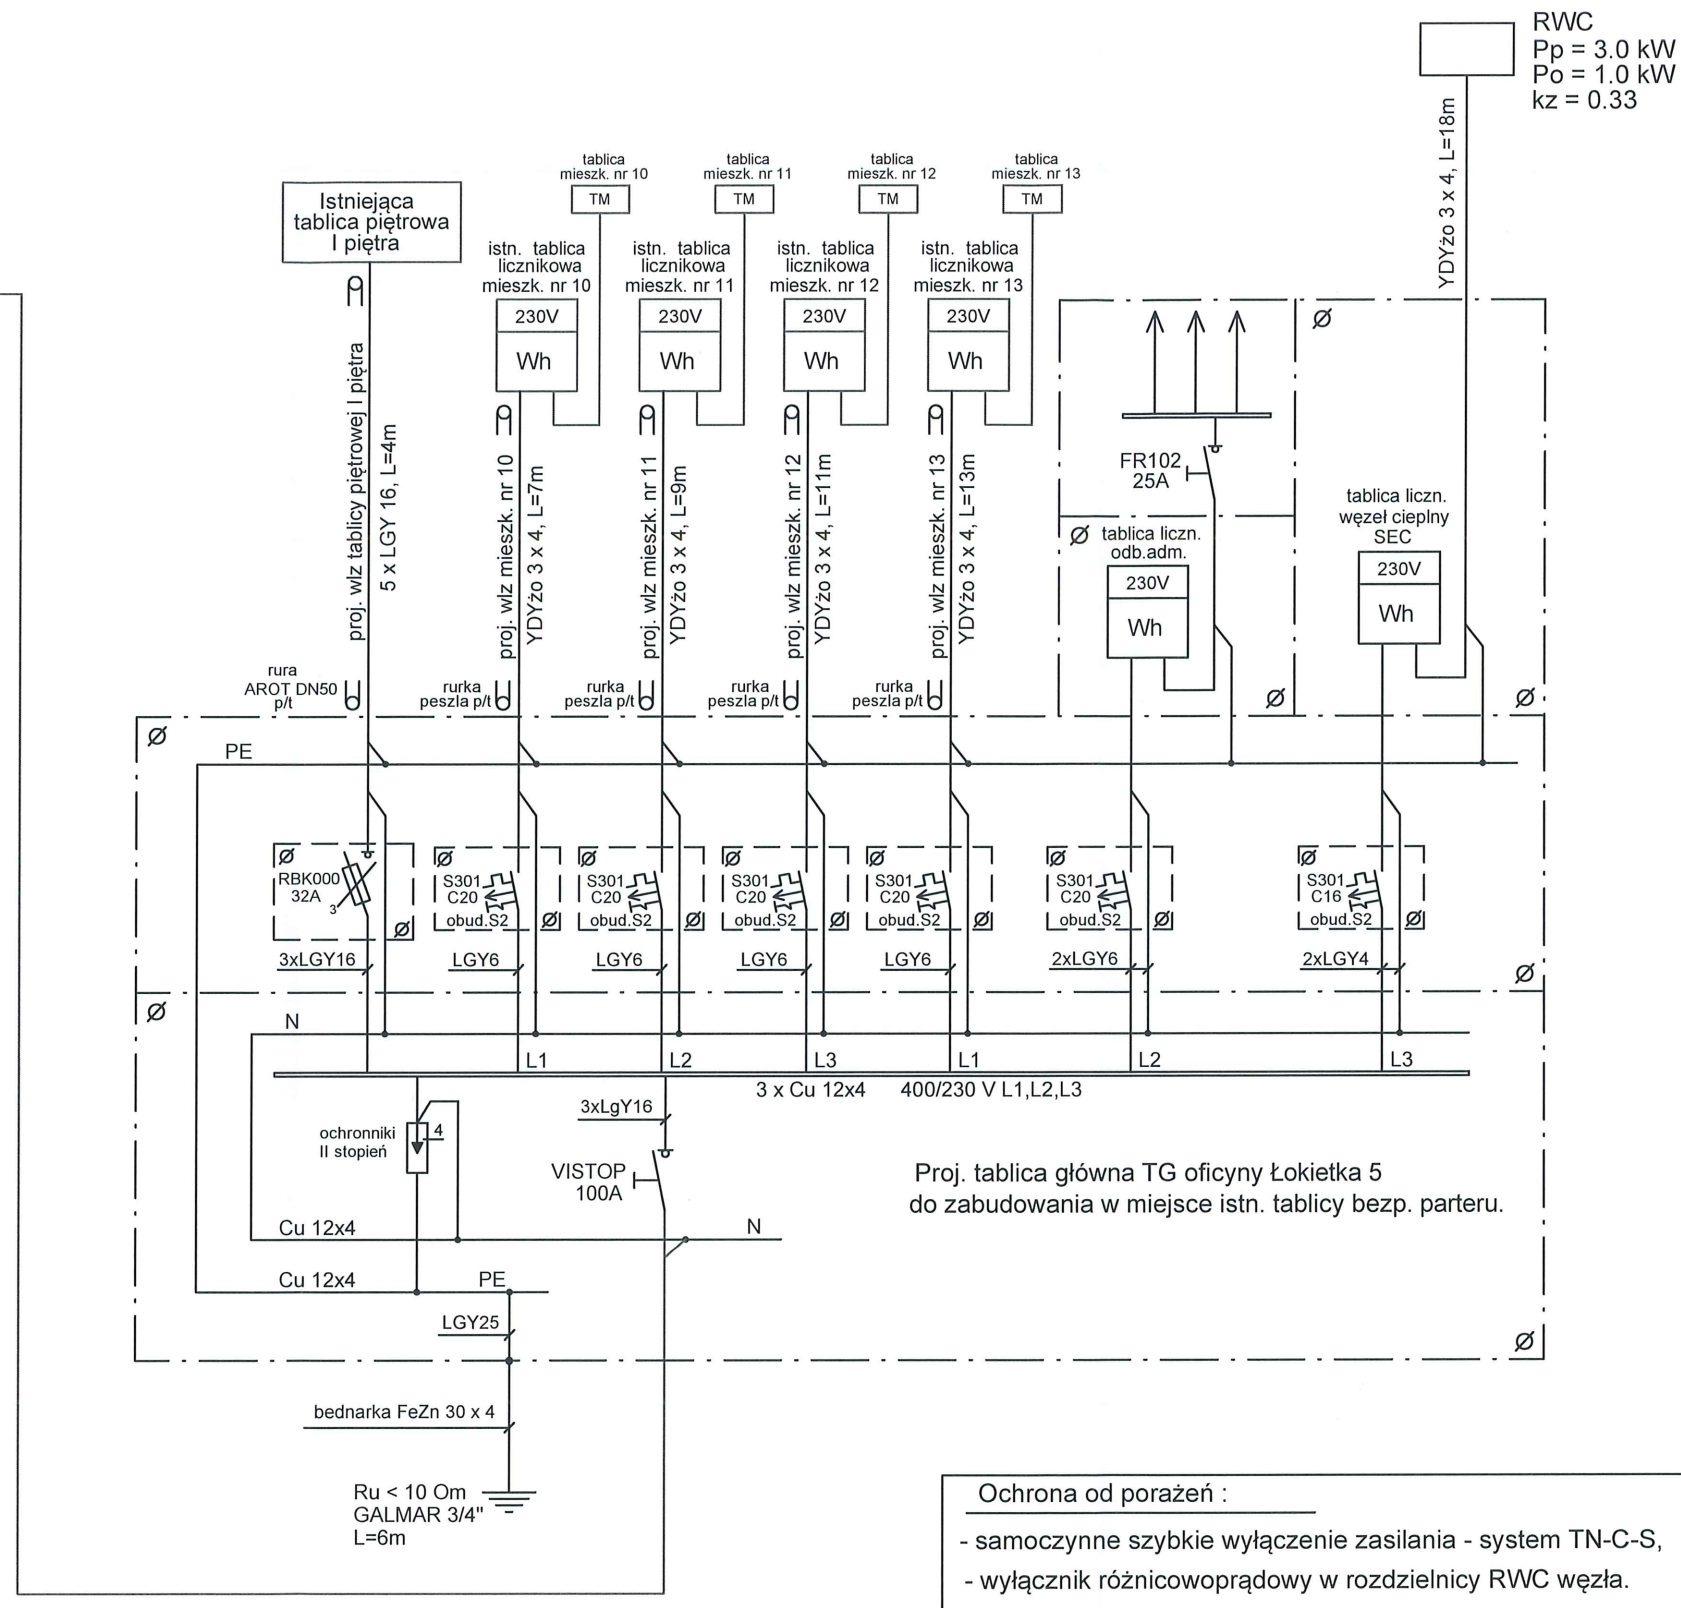 RWC
Pp = 3.0 kW
Po = 1.0 kW
kz = 0.33
YDYżo 3 x 4, L=18m
Istniejąca
tablica piętrowa
I piętra
tablica
mieszk. nr 10
TM
tablica
mieszk. nr 11
TM
tablica
mieszk. nr 12
TM
tablica
mieszk. nr 13
TM
istn. tablica
licznikowa
mieszk. nr 10
230V
Wh
istn. tablica
licznikowa
mieszk. nr 11
230V
Wh
istn. tablica
licznikowa
mieszk. nr 12
230V
Wh
istn. tablica
licznikowa
mieszk. nr 13
230V
Wh
proj. wlz tablicy piętrowej I piętra
5 x LGY 16, L=4m
proj. wlz mieszk. nr 10
YDYżo 3 x 4, L=7m
proj. wlz mieszk. nr 11
YDYżo 3 x 4, L=9m
proj. wlz mieszk. nr 12
YDYżo 3 x 4, L=11m
proj. wlz mieszk. nr 13
YDYżo 3 x 4, L=13m
FR102
25A
tablica liczn.
odb.adm.
230V
Wh
tablica liczn.
węzeł cieplny
SEC
230V
Wh
rura
AROT DN50
p/t
rurka
peszla p/t
rurka
peszla p/t
rurka
peszla p/t
rurka
peszla p/t
PE
RBK000
32A
3
S301
C20
obud.S2
S301
C20
obud.S2
S301
C20
obud.S2
S301
C20
obud.S2
S301
C20
obud.S2
S301
C16
obud.S2
3xLGY16
LGY6
LGY6
LGY6
LGY6
2xLGY6
2xLGY4
N
L1
L2
L3
L1
L2
L3
3 x Cu 12x4
400/230 V L1,L2,L3
3xLgY16
ochronniki
II stopień
4
VISTOP
100A
Proj. tablica główna TG oficyny Łokietka 5
do zabudowania w miejsce istn. tablicy bezp. parteru.
Cu 12x4
N
Cu 12x4
PE
LGY25
bednarka FeZn 30 x 4
Ru < 10 Om
GALMAR 3/4"
L=6m
Ochrona od porażeń :
- samoczynne szybkie wyłączenie zasilania - system TN-C-S,
- wyłącznik różnicowoprądowy w rozdzielnicy RWC węzła.